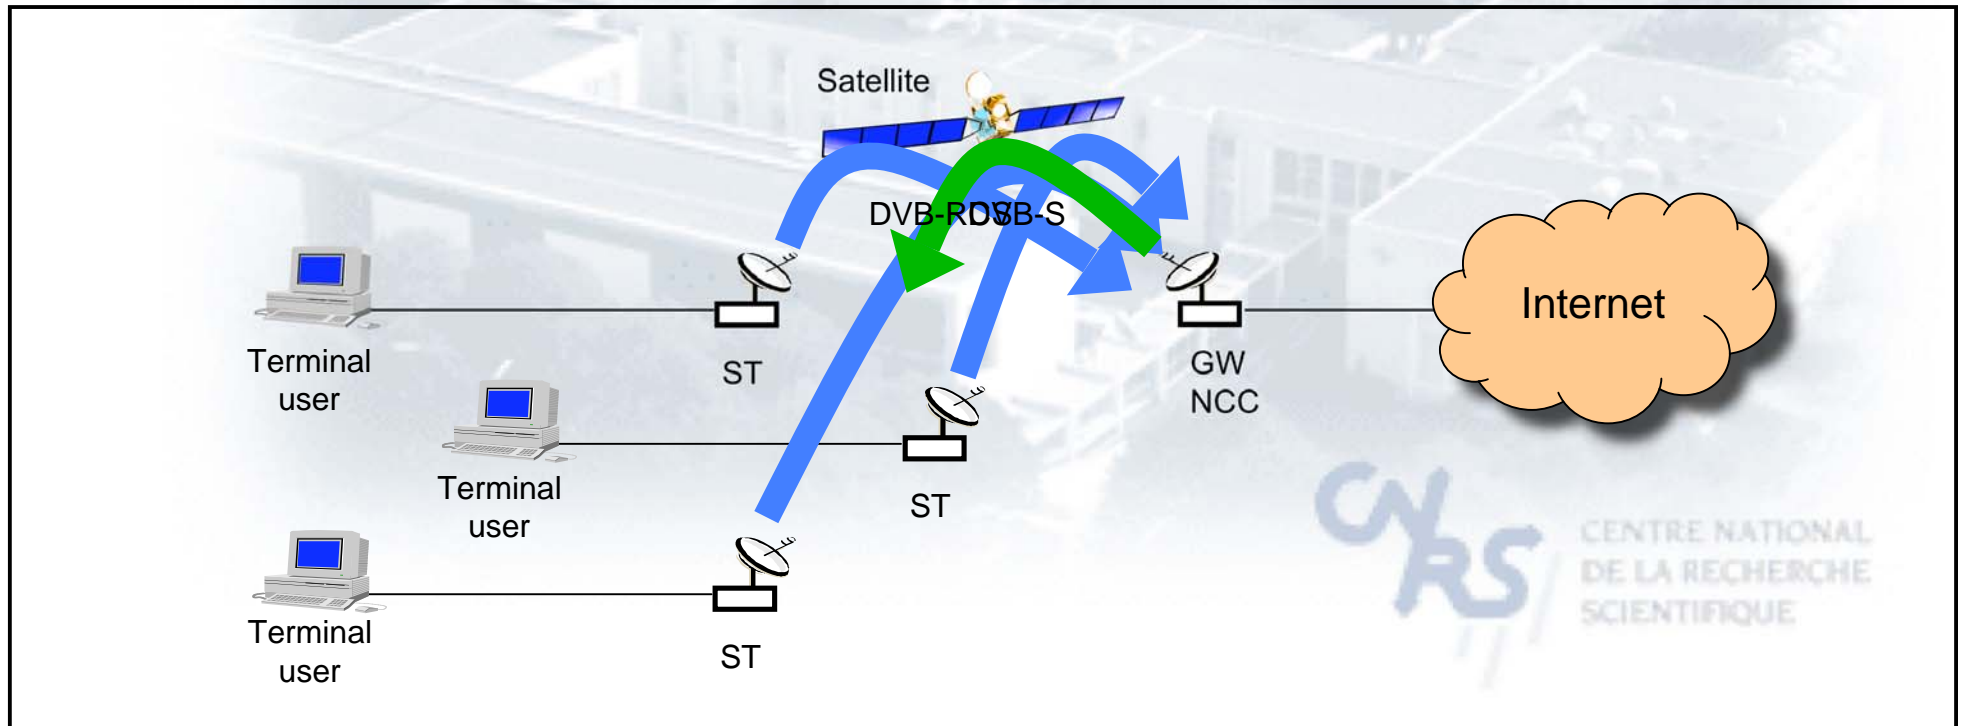 Satellite
DVB-RCS
DVB-S
Internet
Terminal
user
ST
GW
NCC
Terminal
user
ST
Terminal
user
ST
CNRS
CENTRE NATIONAL
DE LA RECHERCHE
SCIENTIFIQUE